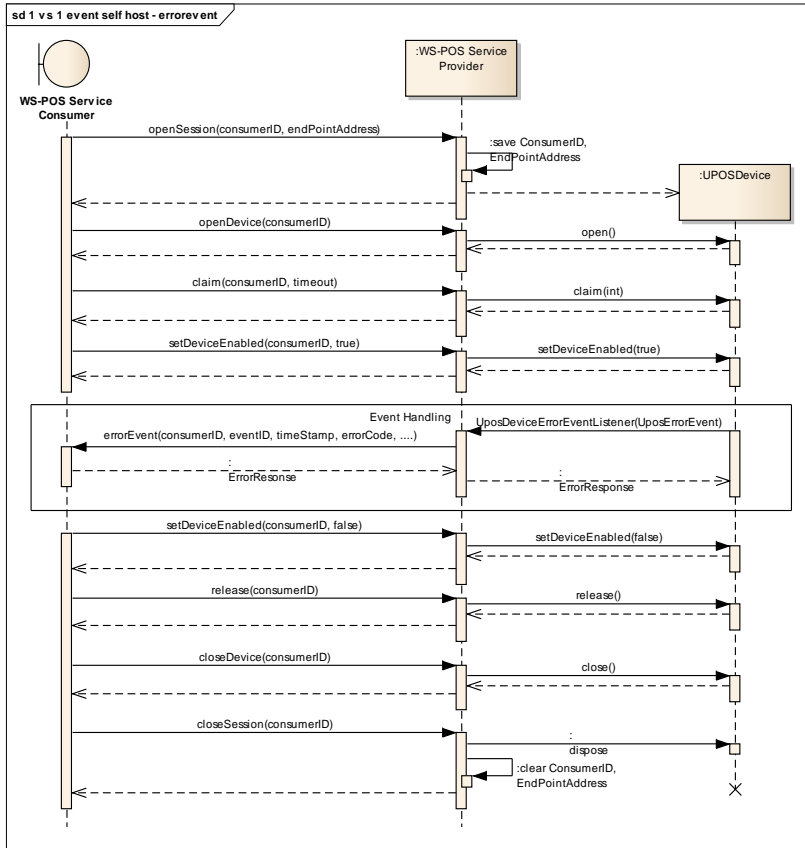 sd 1 vs 1 event self host - errorevent
:WS-POS Service
Provider
WS-POS Service
Consumer
openSession(consumerID, endPointAddress)
:save ConsumerID,
EndPointAddress
:UPOSDevice
openDevice(consumerID)
open()
claim(consumerID, timeout)
claim(int)
setDeviceEnabled(consumerID, true)
setDeviceEnabled(true)
Event Handling
UposDeviceErrorEventListener(UposErrorEvent)
errorEvent(consumerID, eventID, timeStamp, errorCode, ....)
:
ErrorResonse
:
ErrorResponse
setDeviceEnabled(consumerID, false)
setDeviceEnabled(false)
release(consumerID)
release()
closeDevice(consumerID)
close()
closeSession(consumerID)
:
dispose
:clear ConsumerID,
EndPointAddress